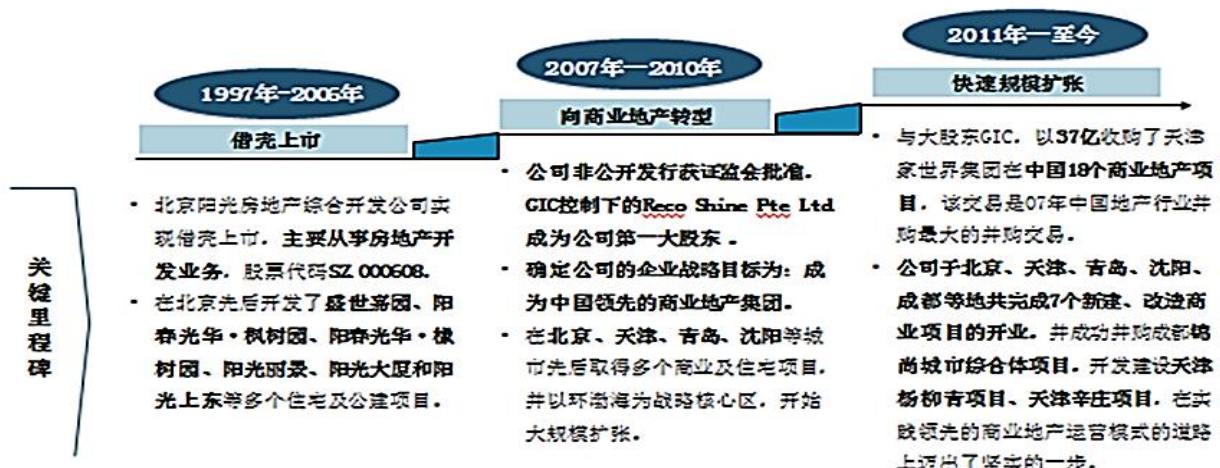 1997年-2006年
借壳上市
2007年—2010年
向商业地产转型
2011年—至今
快速规模扩张
关键里程碑
• 北京阳光房地产综合开发公司实
现借壳上市，主要从事房地产开
发业务，股票代码SZ 000608。
• 在北京先后开发了盛世嘉园、阳
春光华•枫树园、阳春光华•橡
树园、阳光丽景、阳光大厦和阳
光上东等多个住宅及公建项目。
• 公司非公开发行获证监会批准，
GIC控制下的Reco Shine Pte Ltd
成为公司第一大股东 。
• 确定公司的企业战略目标为：成
为中国领先的商业地产集团。
• 在北京、天津、青岛、沈阳等城
市先后取得多个商业及住宅项目，
并以环渤海为战略核心区，开始
大规模扩张。
• 与大股东GIC，以37亿收购了天津
家世界集团在中国18个商业地产项
目，该交易是07年中国地产行业并
购最大的并购交易。
• 公司于北京、天津、青岛、沈阳、
成都等地共完成7个新建、改造商
业项目的开业，并成功并购成都锦
尚城市综合体项目，开发建设天津
杨柳青项目、天津辛庄项目，在实
践领先的商业地产运营模式的道路
上迈出了坚实的一步。